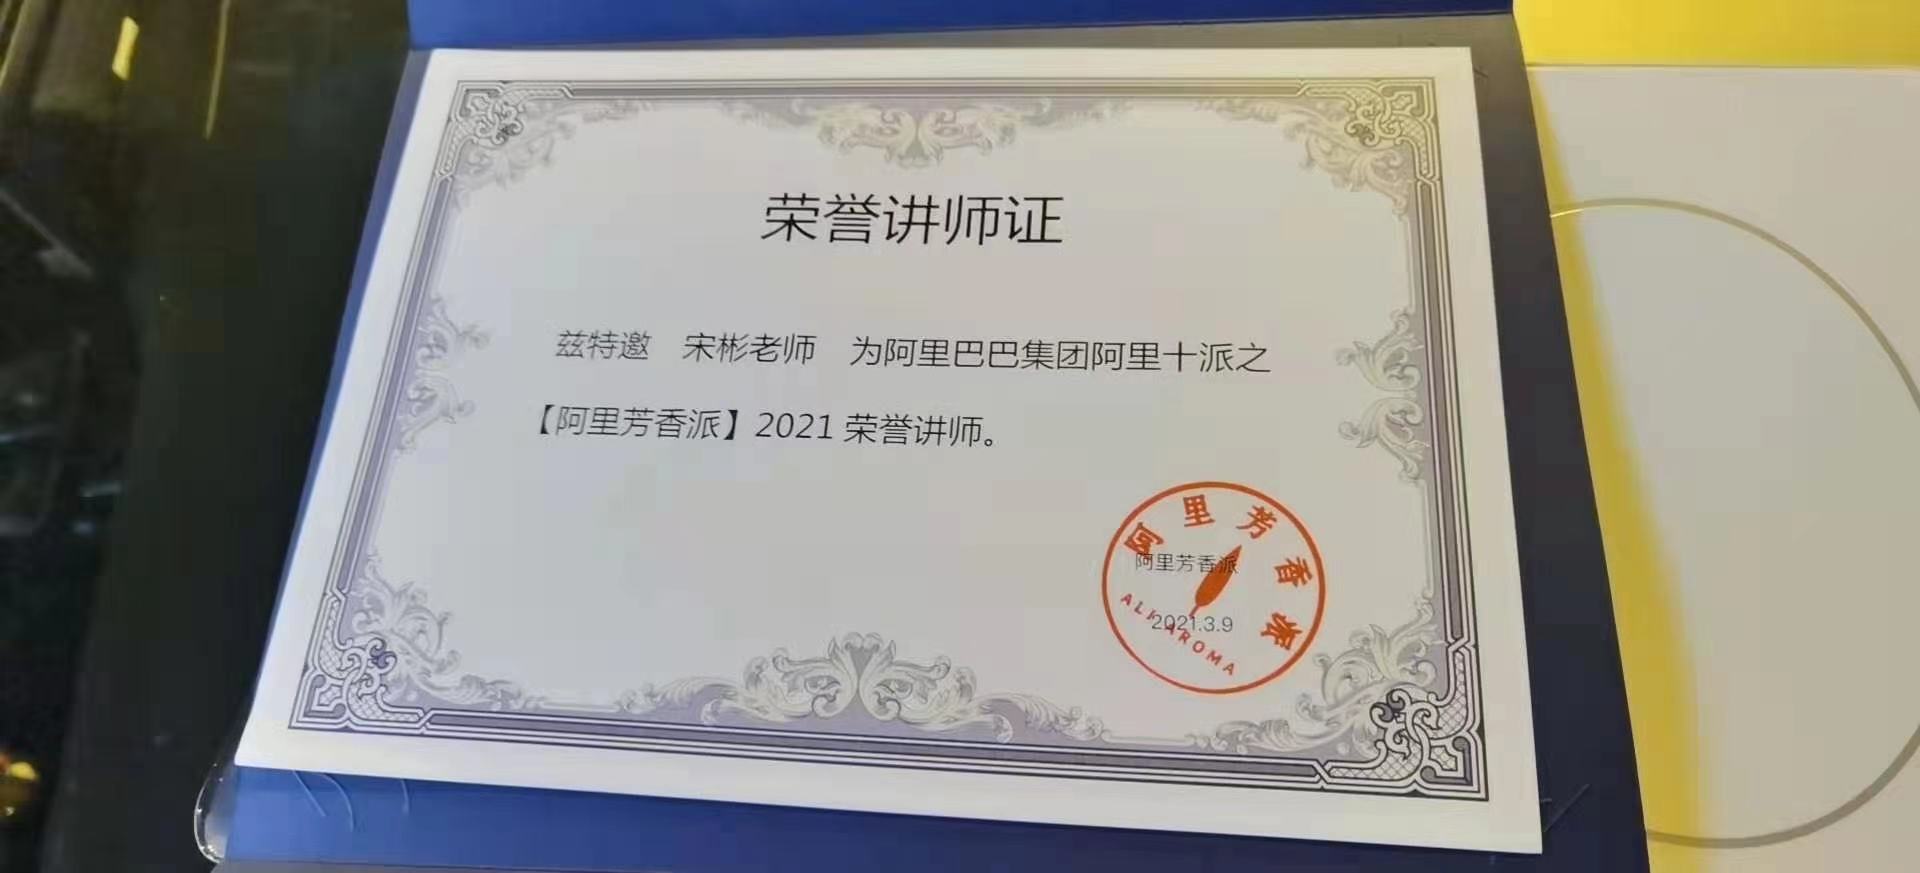 荣誉讲师证
兹特邀 宋彬老师 为阿里巴巴集团阿里十派之
【阿里芳香派】2021 荣誉讲师。
阿里芳香派
阿里芳香派
2021.3.9
ALI AROMA